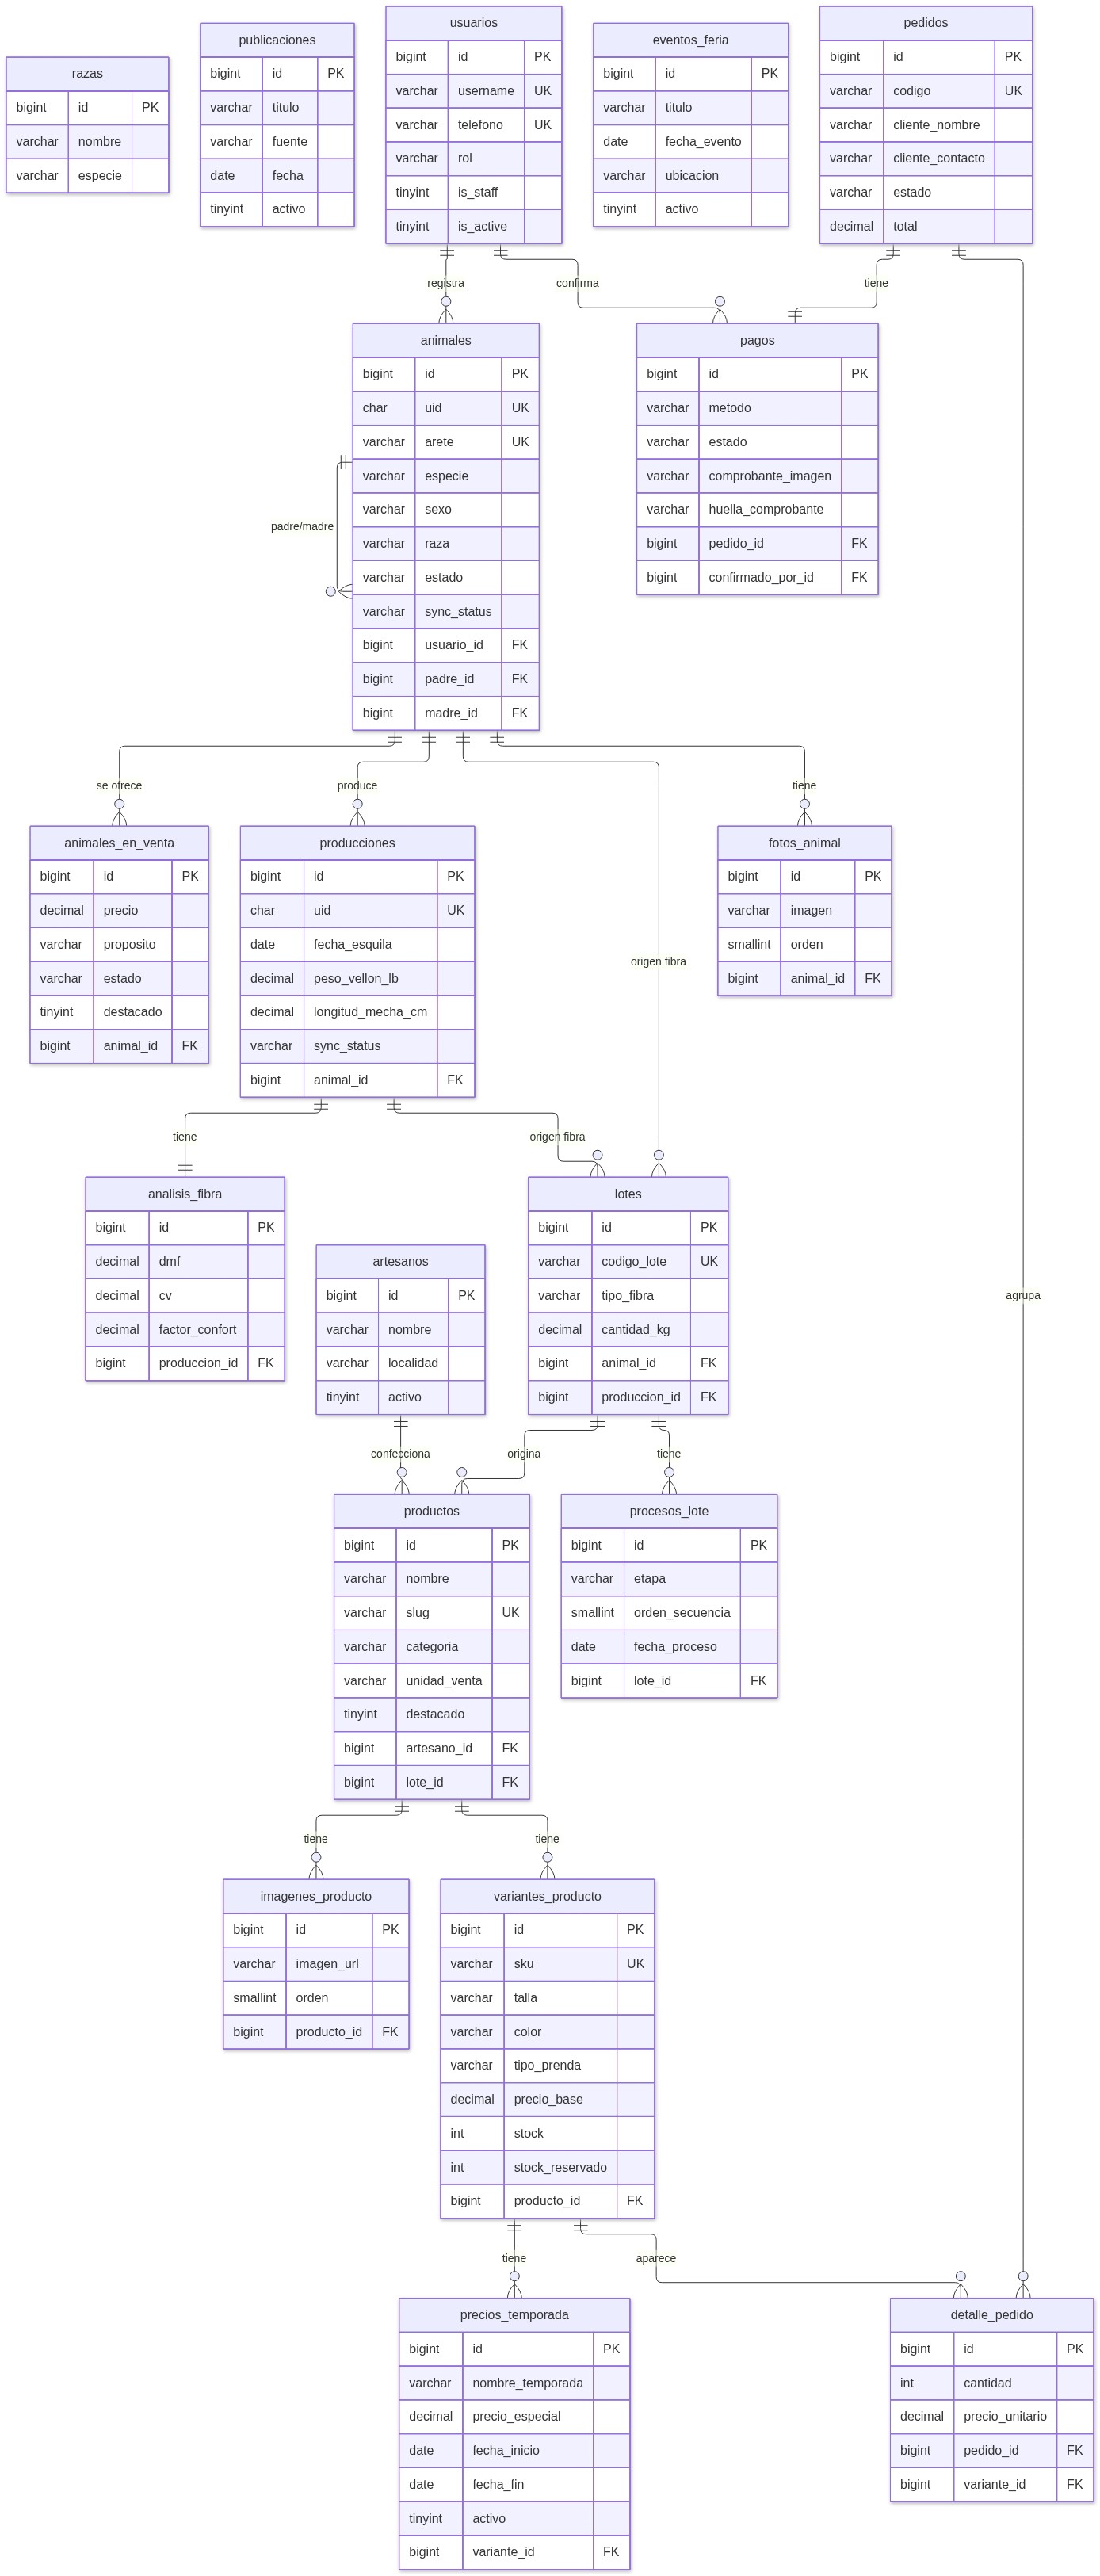 razas
bigint id PK
varchar nombre
varchar especie
publicaciones
bigint id PK
varchar titulo
varchar fuente
date fecha
tinyint activo
usuarios
bigint id PK
varchar username UK
varchar telefono UK
varchar rol
tinyint is_staff
tinyint is_active
eventos_feria
bigint id PK
varchar titulo
date fecha_evento
varchar ubicacion
tinyint activo
pedidos
bigint id PK
varchar codigo UK
varchar cliente_nombre
varchar cliente_contacto
varchar estado
decimal total
registra
confirma
tiene
animales
bigint id PK
char uid UK
varchar arete UK
varchar especie
varchar sexo
varchar raza
varchar estado
varchar sync_status
bigint usuario_id FK
bigint padre_id FK
bigint madre_id FK
padre/madre
pagos
bigint id PK
varchar metodo
varchar estado
varchar comprobante_imagen
varchar huella_comprobante
bigint pedido_id FK
bigint confirmado_por_id FK
se ofrece
produce
tiene
animales_en_venta
bigint id PK
decimal precio
varchar proposito
varchar estado
tinyint destacado
bigint animal_id FK
producciones
bigint id PK
char uid UK
date fecha_esquila
decimal peso_vellon_lb
decimal longitud_mecha_cm
varchar sync_status
bigint animal_id FK
origen fibra
fotos_animal
bigint id PK
varchar imagen
smallint orden
bigint animal_id FK
tiene
origen fibra
analisis_fibra
bigint id PK
decimal dmf
decimal cv
decimal factor_confort
bigint produccion_id FK
artesanos
bigint id PK
varchar nombre
varchar localidad
tinyint activo
lotes
bigint id PK
varchar codigo_lote UK
varchar tipo_fibra
decimal cantidad_kg
bigint animal_id FK
bigint produccion_id FK
agrupa
confecciona
origina
tiene
productos
bigint id PK
varchar nombre
varchar slug UK
varchar categoria
varchar unidad_venta
tinyint destacado
bigint artesano_id FK
bigint lote_id FK
procesos_lote
bigint id PK
varchar etapa
smallint orden_secuencia
date fecha_proceso
bigint lote_id FK
tiene
tiene
imagenes_producto
bigint id PK
varchar imagen_url
smallint orden
bigint producto_id FK
variantes_producto
bigint id PK
varchar sku UK
varchar talla
varchar color
varchar tipo_prenda
decimal precio_base
int stock
int stock_reservado
bigint producto_id FK
tiene
aparece
precios_temporada
bigint id PK
varchar nombre_temporada
decimal precio_especial
date fecha_inicio
date fecha_fin
tinyint activo
bigint variante_id FK
detalle_pedido
bigint id PK
int cantidad
decimal precio_unitario
bigint pedido_id FK
bigint variante_id FK